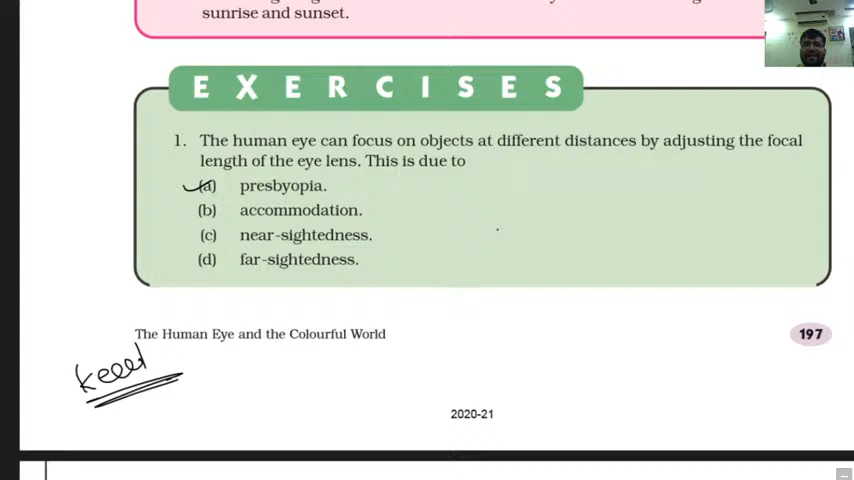 sunrise and sunset.
EXERCISES
1. The human eye can focus on objects at different distances by adjusting the focal
length of the eye lens. This is due to
(a) presbyopia.
(b) accommodation.
(c) near-sightedness.
(d) far-sightedness.
The Human Eye and the Colourful World
197
2020-21